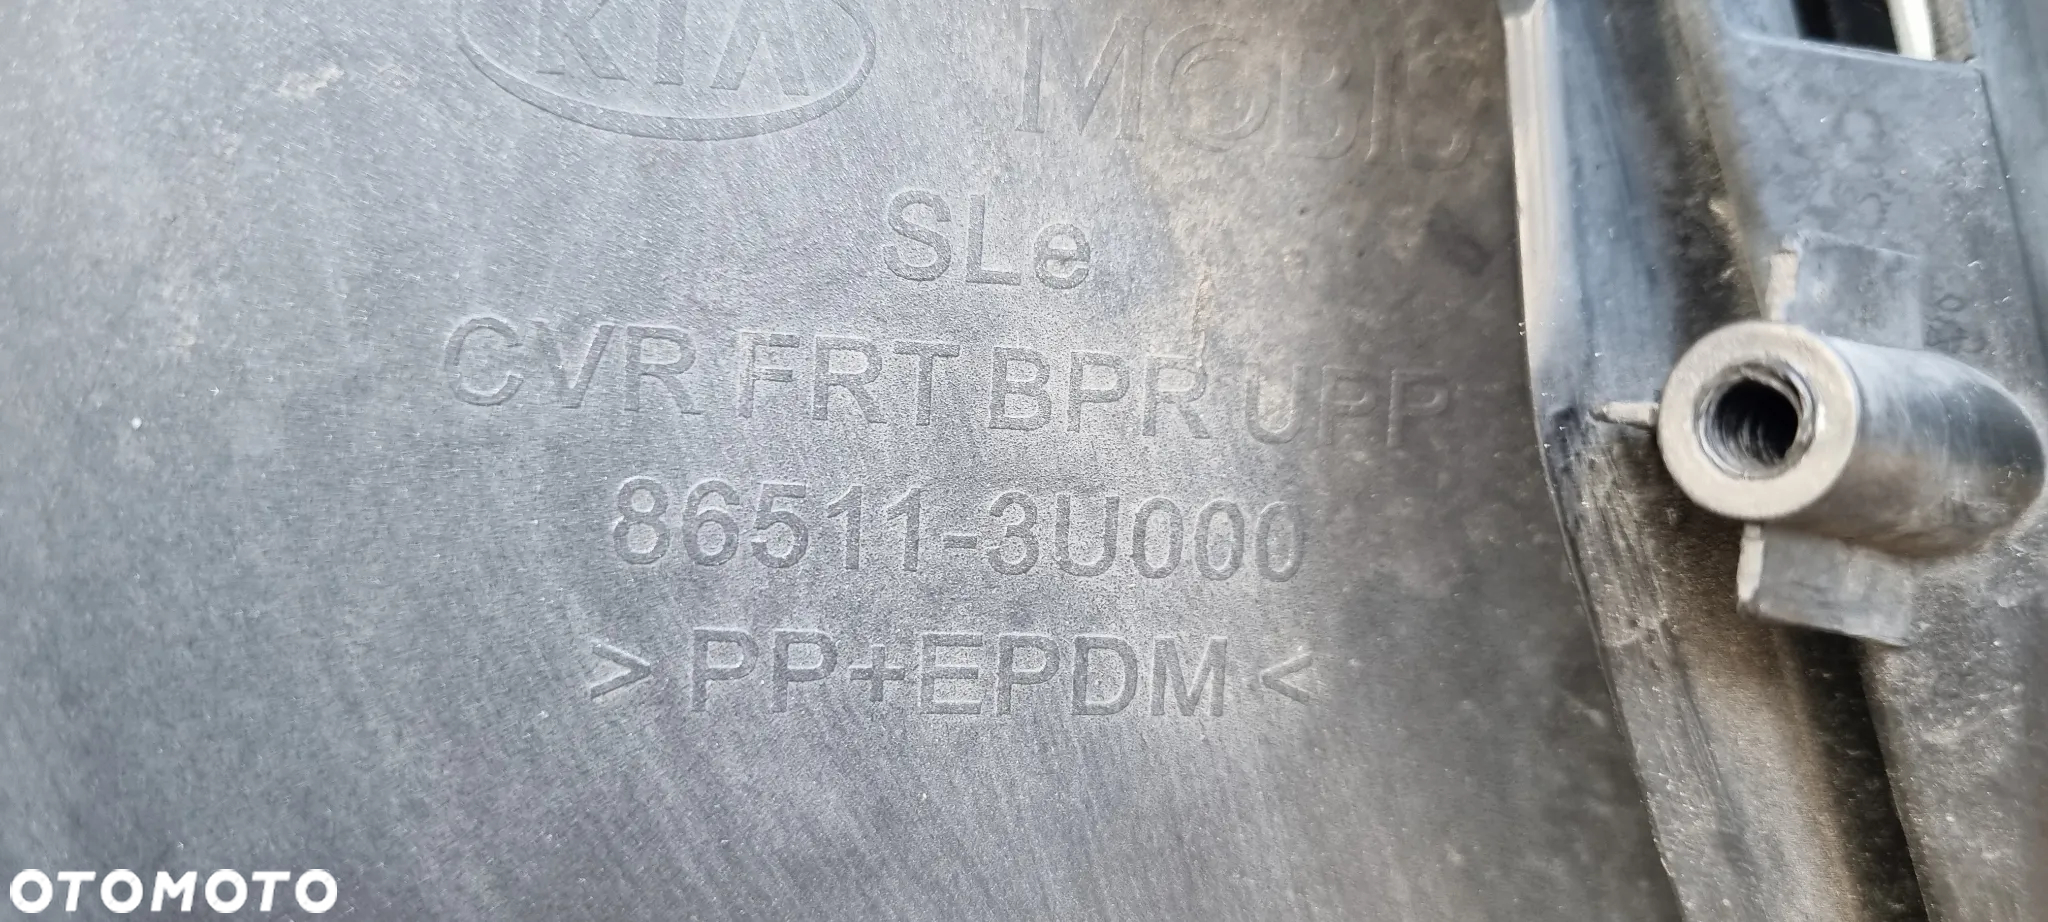 KIA MOBIS
SLe
CVR FRT BPR UPP
86511-3U000
> PP+EPDM <
OTOMOTO